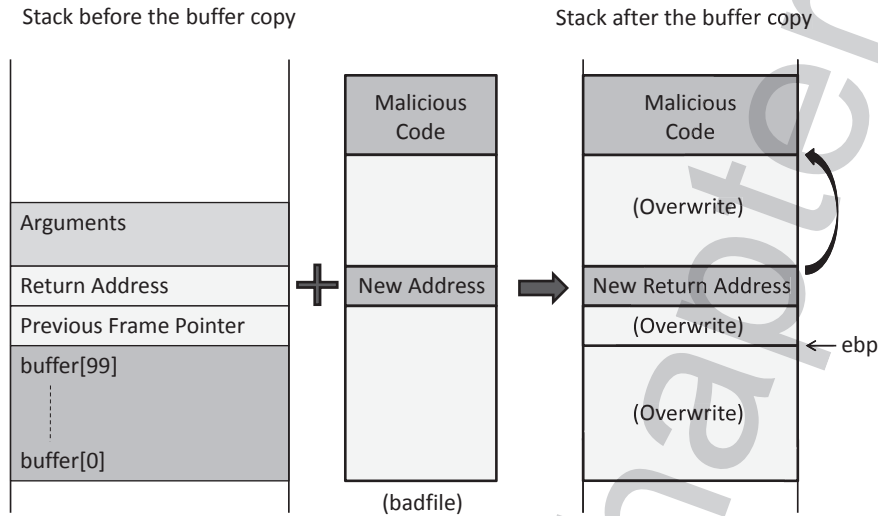 Stack before the buffer copy
Stack after the buffer copy
Arguments
Return Address
Previous Frame Pointer
buffer[99]
buffer[0]
Malicious
Code
New Address
(badfile)
Malicious
Code
(Overwrite)
New Return Address
(Overwrite)
ebp
(Overwrite)
hapter